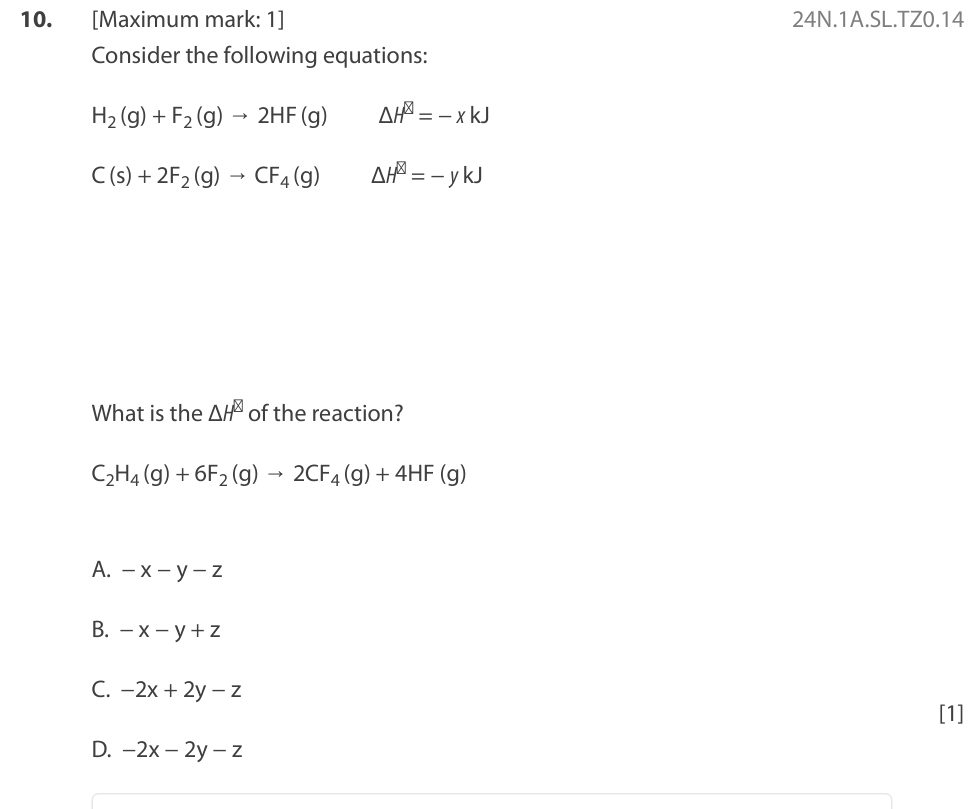 10. [Maximum mark: 1] 24N.1A.SL.TZ0.14
Consider the following equations:
H₂ (g) + F₂ (g) → 2HF (g) ΔH☒ = – x kJ
C (s) + 2F₂ (g) → CF₄ (g) ΔH☒ = – y kJ
What is the ΔH☒ of the reaction?
C₂H₄ (g) + 6F₂ (g) → 2CF₄ (g) + 4HF (g)
A. – x – y – z
B. – x – y + z
C. –2x + 2y – z
[1]
D. –2x – 2y – z